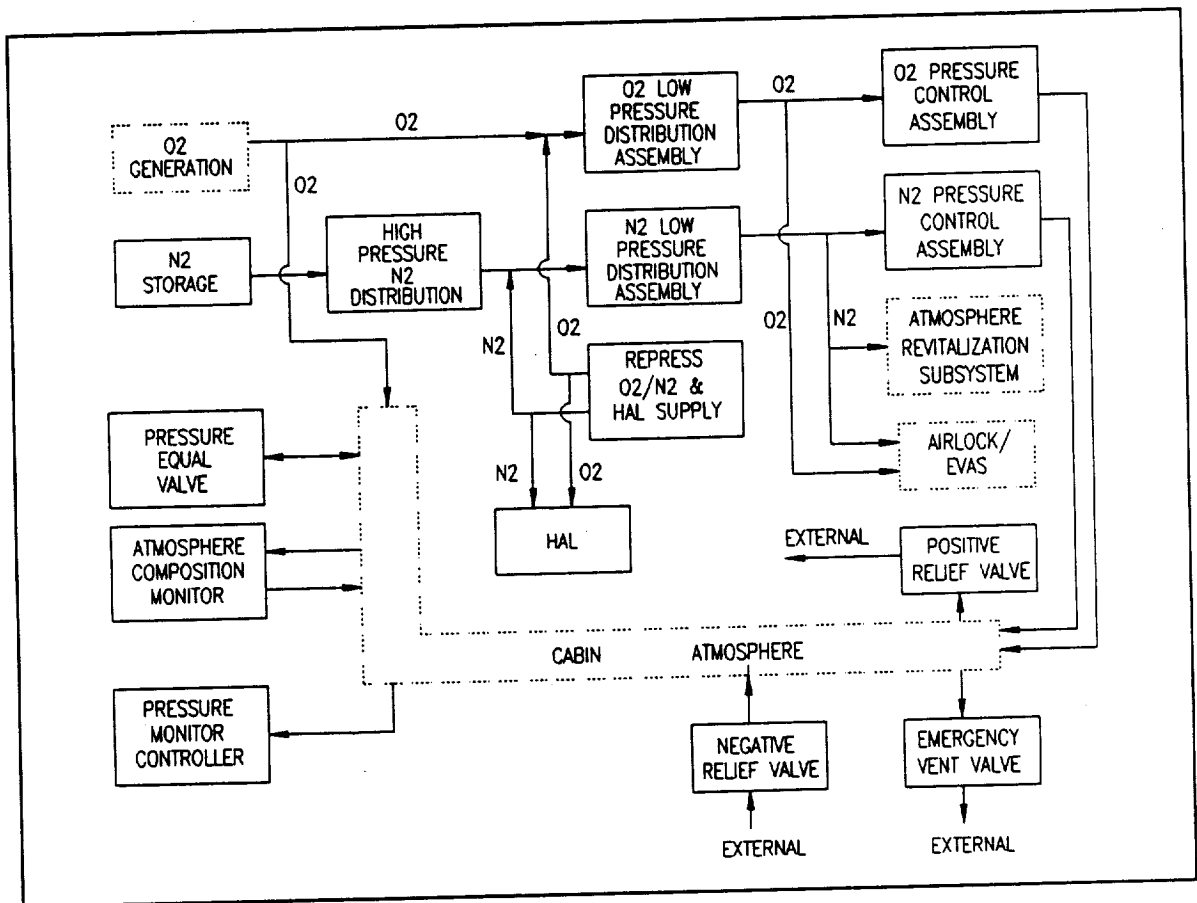 O2
GENERATION
O2
O2
O2 LOW
PRESSURE
DISTRIBUTION
ASSEMBLY
O2
O2 PRESSURE
CONTROL
ASSEMBLY
N2
STORAGE
HIGH
PRESSURE
N2
DISTRIBUTION
N2 LOW
PRESSURE
DISTRIBUTION
ASSEMBLY
N2 PRESSURE
CONTROL
ASSEMBLY
N2
O2
O2
N2
REPRESS
O2/N2 &
HAL SUPPLY
ATMOSPHERE
REVITALIZATION
SUBSYSTEM
PRESSURE
EQUAL
VALVE
N2
O2
AIRLOCK/
EVAS
ATMOSPHERE
COMPOSITION
MONITOR
HAL
EXTERNAL
POSITIVE
RELIEF VALVE
CABIN ATMOSPHERE
PRESSURE
MONITOR
CONTROLLER
NEGATIVE
RELIEF VALVE
EMERGENCY
VENT VALVE
EXTERNAL
EXTERNAL